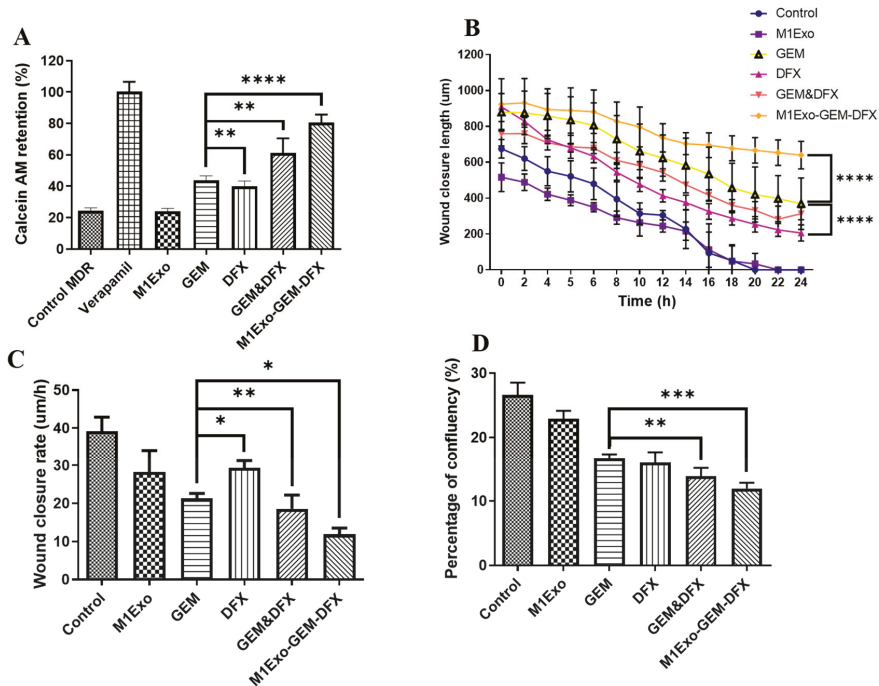 A
Calcein AM retention (%)
120
100
80
60
40
20
0
****
**
**
Control MDR
Verapamil
M1Exo
GEM
DFX
GEM&DFX
M1Exo-GEM-DFX
B
Control
M1Exo
GEM
DFX
GEM&DFX
M1Exo-GEM-DFX
Wound closure length (um)
1200
1000
800
600
400
200
0
****
****
0 2 4 5 6 8 10 12 14 16 18 20 22 24
Time (h)
C
Wound closure rate (um/h)
50
40
30
20
10
0
*
**
*
Control
M1Exo
GEM
DFX
GEM&DFX
M1Exo-GEM-DFX
D
Percentage of confluency (%)
30
20
10
0
***
**
Control
M1Exo
GEM
DFX
GEM&DFX
M1Exo-GEM-DFX